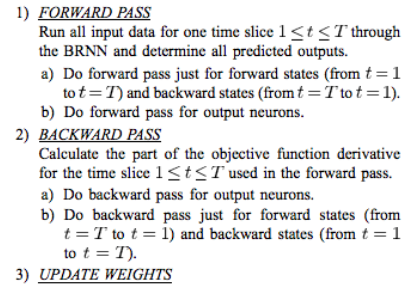 1) FORWARD PASS
Run all input data for one time slice 1 ≤ t ≤ T through
the BRNN and determine all predicted outputs.
a) Do forward pass just for forward states (from t = 1
to t = T) and backward states (from t = T to t = 1).
b) Do forward pass for output neurons.
2) BACKWARD PASS
Calculate the part of the objective function derivative
for the time slice 1 ≤ t ≤ T used in the forward pass.
a) Do backward pass for output neurons.
b) Do backward pass just for forward states (from
t = T to t = 1) and backward states (from t = 1
to t = T).
3) UPDATE WEIGHTS